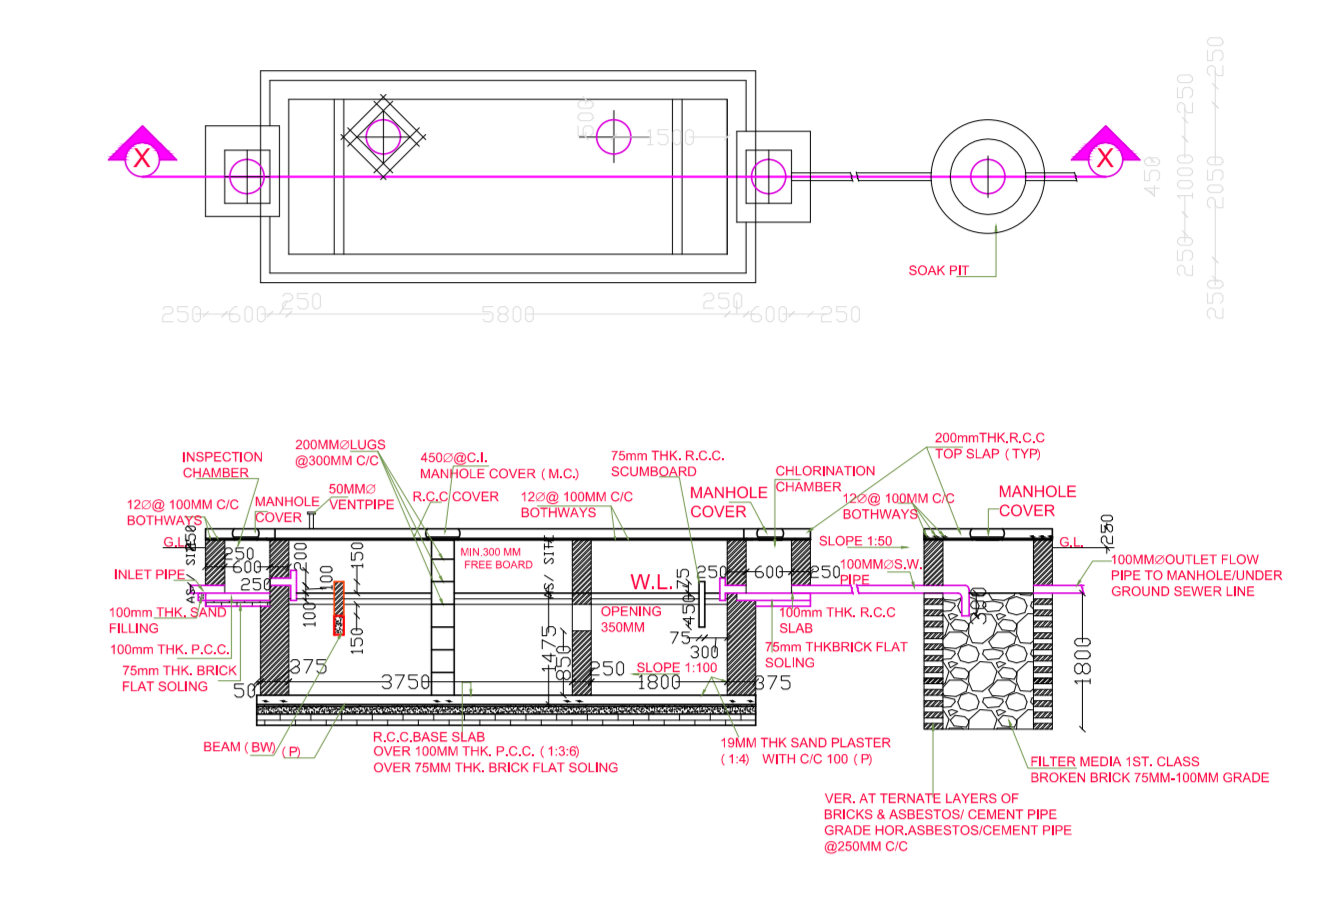 X
X
500
1500
450
250
1000
250
250
2050
250
SOAK PIT
250
600
250
5800
250
600
250
200MMØLUGS
@300MM C/C
INSPECTION
CHAMBER
450Ø@C.I.
MANHOLE COVER ( M.C.)
75mm THK. R.C.C.
SCUMBOARD
200mmTHK.R.C.C
TOP SLAP (TYP)
CHLORINATION
CHAMBER
12Ø@ 100MM C/C
BOTHWAYS
MANHOLE
COVER
50MMØ
VENTPIPE
R.C.C COVER
12Ø@ 100MM C/C
BOTHWAYS
MANHOLE
COVER
12Ø@ 100MM C/C
BOTHWAYS
MANHOLE
COVER
G.L.
250
AS/ SITE
250
600
250
200
100
150
100
150
MIN.300 MM
FREE BOARD
AS/ SITE
W.L.
OPENING
350MM
75
450
75
300
250
600
250
SLOPE 1:50
100MMØS.W.
PIPE
G.L.
250
100MMØOUTLET FLOW
PIPE TO MANHOLE/UNDER
GROUND SEWER LINE
INLET PIPE
100mm THK. SAND
FILLING
100mm THK. P.C.C.
75mm THK. BRICK
FLAT SOLING
100mm THK. R.C.C
SLAB
75mm THKBRICK FLAT
SOLING
300
1800
50
375
3750
1475
850
250
SLOPE 1:100
1800
375
BEAM ( BW) ( P)
R.C.C.BASE SLAB
OVER 100MM THK. P.C.C. ( 1:3:6)
OVER 75MM THK. BRICK FLAT SOLING
19MM THK SAND PLASTER
( 1:4) WITH C/C 100 ( P)
FILTER MEDIA 1ST. CLASS
BROKEN BRICK 75MM-100MM GRADE
VER. AT TERNATE LAYERS OF
BRICKS & ASBESTOS/ CEMENT PIPE
GRADE HOR.ASBESTOS/CEMENT PIPE
@250MM C/C